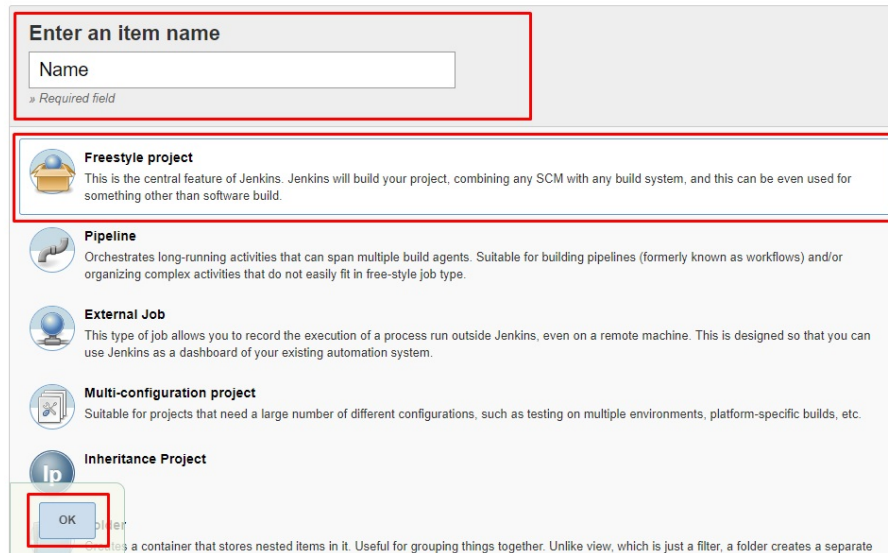 Enter an item name
Name
» Required field
Freestyle project
This is the central feature of Jenkins. Jenkins will build your project, combining any SCM with any build system, and this can be even used for
something other than software build.
Pipeline
Orchestrates long-running activities that can span multiple build agents. Suitable for building pipelines (formerly known as workflows) and/or
organizing complex activities that do not easily fit in free-style job type.
External Job
This type of job allows you to record the execution of a process run outside Jenkins, even on a remote machine. This is designed so that you can
use Jenkins as a dashboard of your existing automation system.
Multi-configuration project
Suitable for projects that need a large number of different configurations, such as testing on multiple environments, platform-specific builds, etc.
Inheritance Project
Ip
OK
a container that stores nested items in it. Useful for grouping things together. Unlike view, which is just a filter, a folder creates a separate